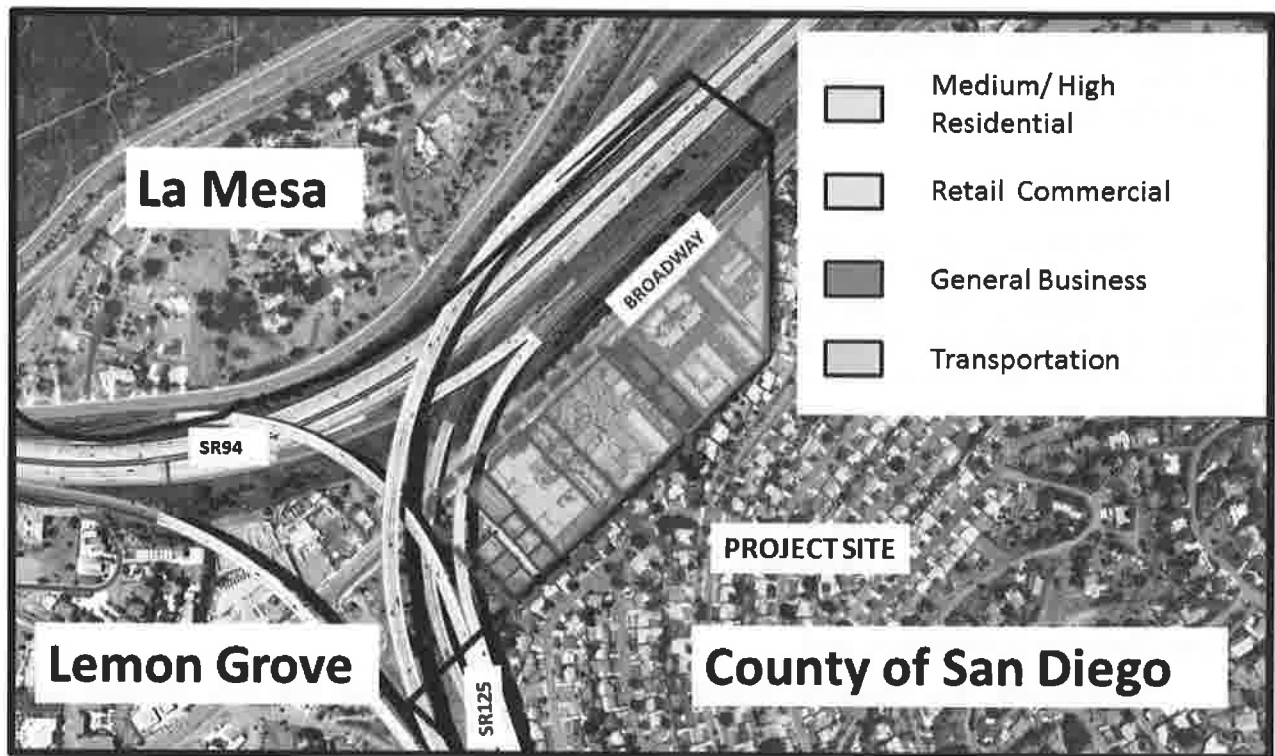 Medium/ High
Residential
La Mesa
Retail Commercial
BROADWAY
General Business
Transportation
SR94
PROJECT SITE
Lemon Grove
County of San Diego
SR125